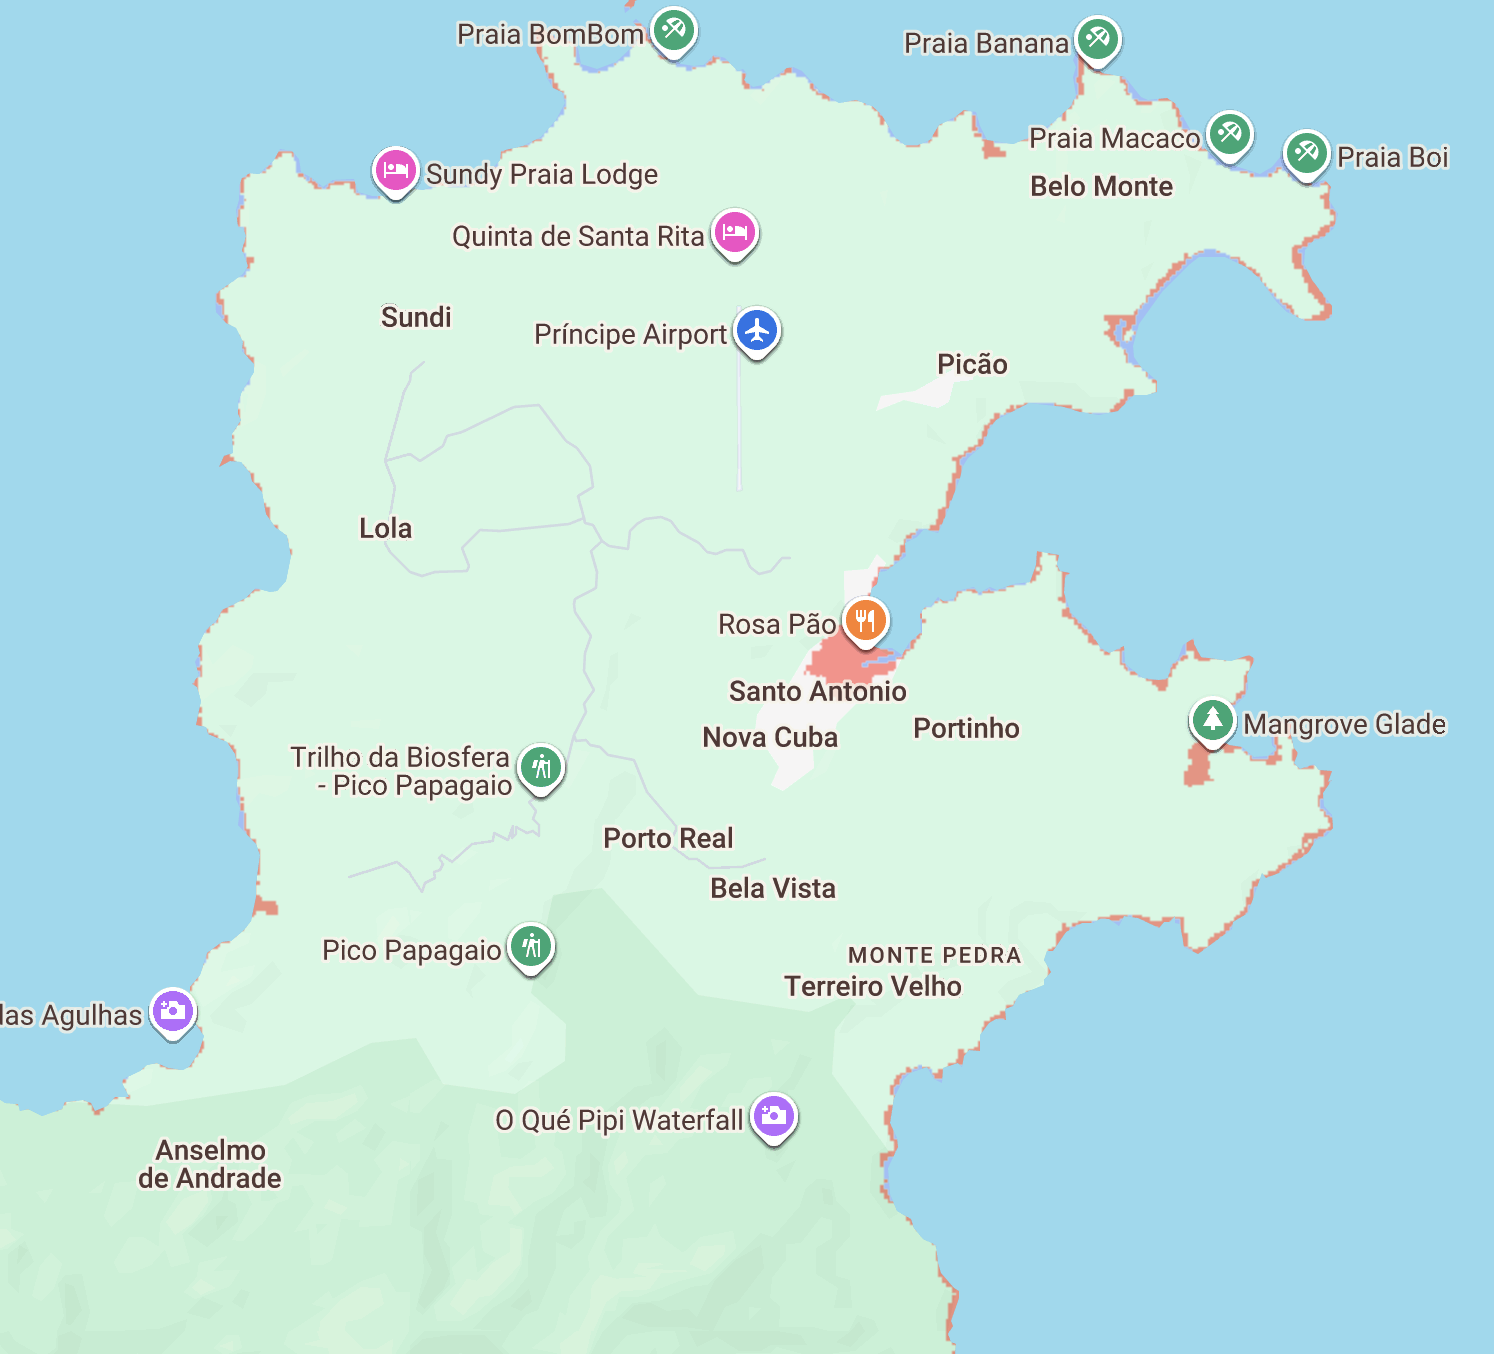 Praia BomBom
Praia Banana
Praia Macaco
Praia Boi
Sundy Praia Lodge
Belo Monte
Quinta de Santa Rita
Sundi
Príncipe Airport
Picão
Lola
Rosa Pão
Santo Antonio
Nova Cuba
Portinho
Mangrove Glade
Trilho da Biosfera
- Pico Papagaio
Porto Real
Bela Vista
Pico Papagaio
MONTE PEDRA
Terreiro Velho
das Agulhas
O Qué Pipi Waterfall
Anselmo
de Andrade